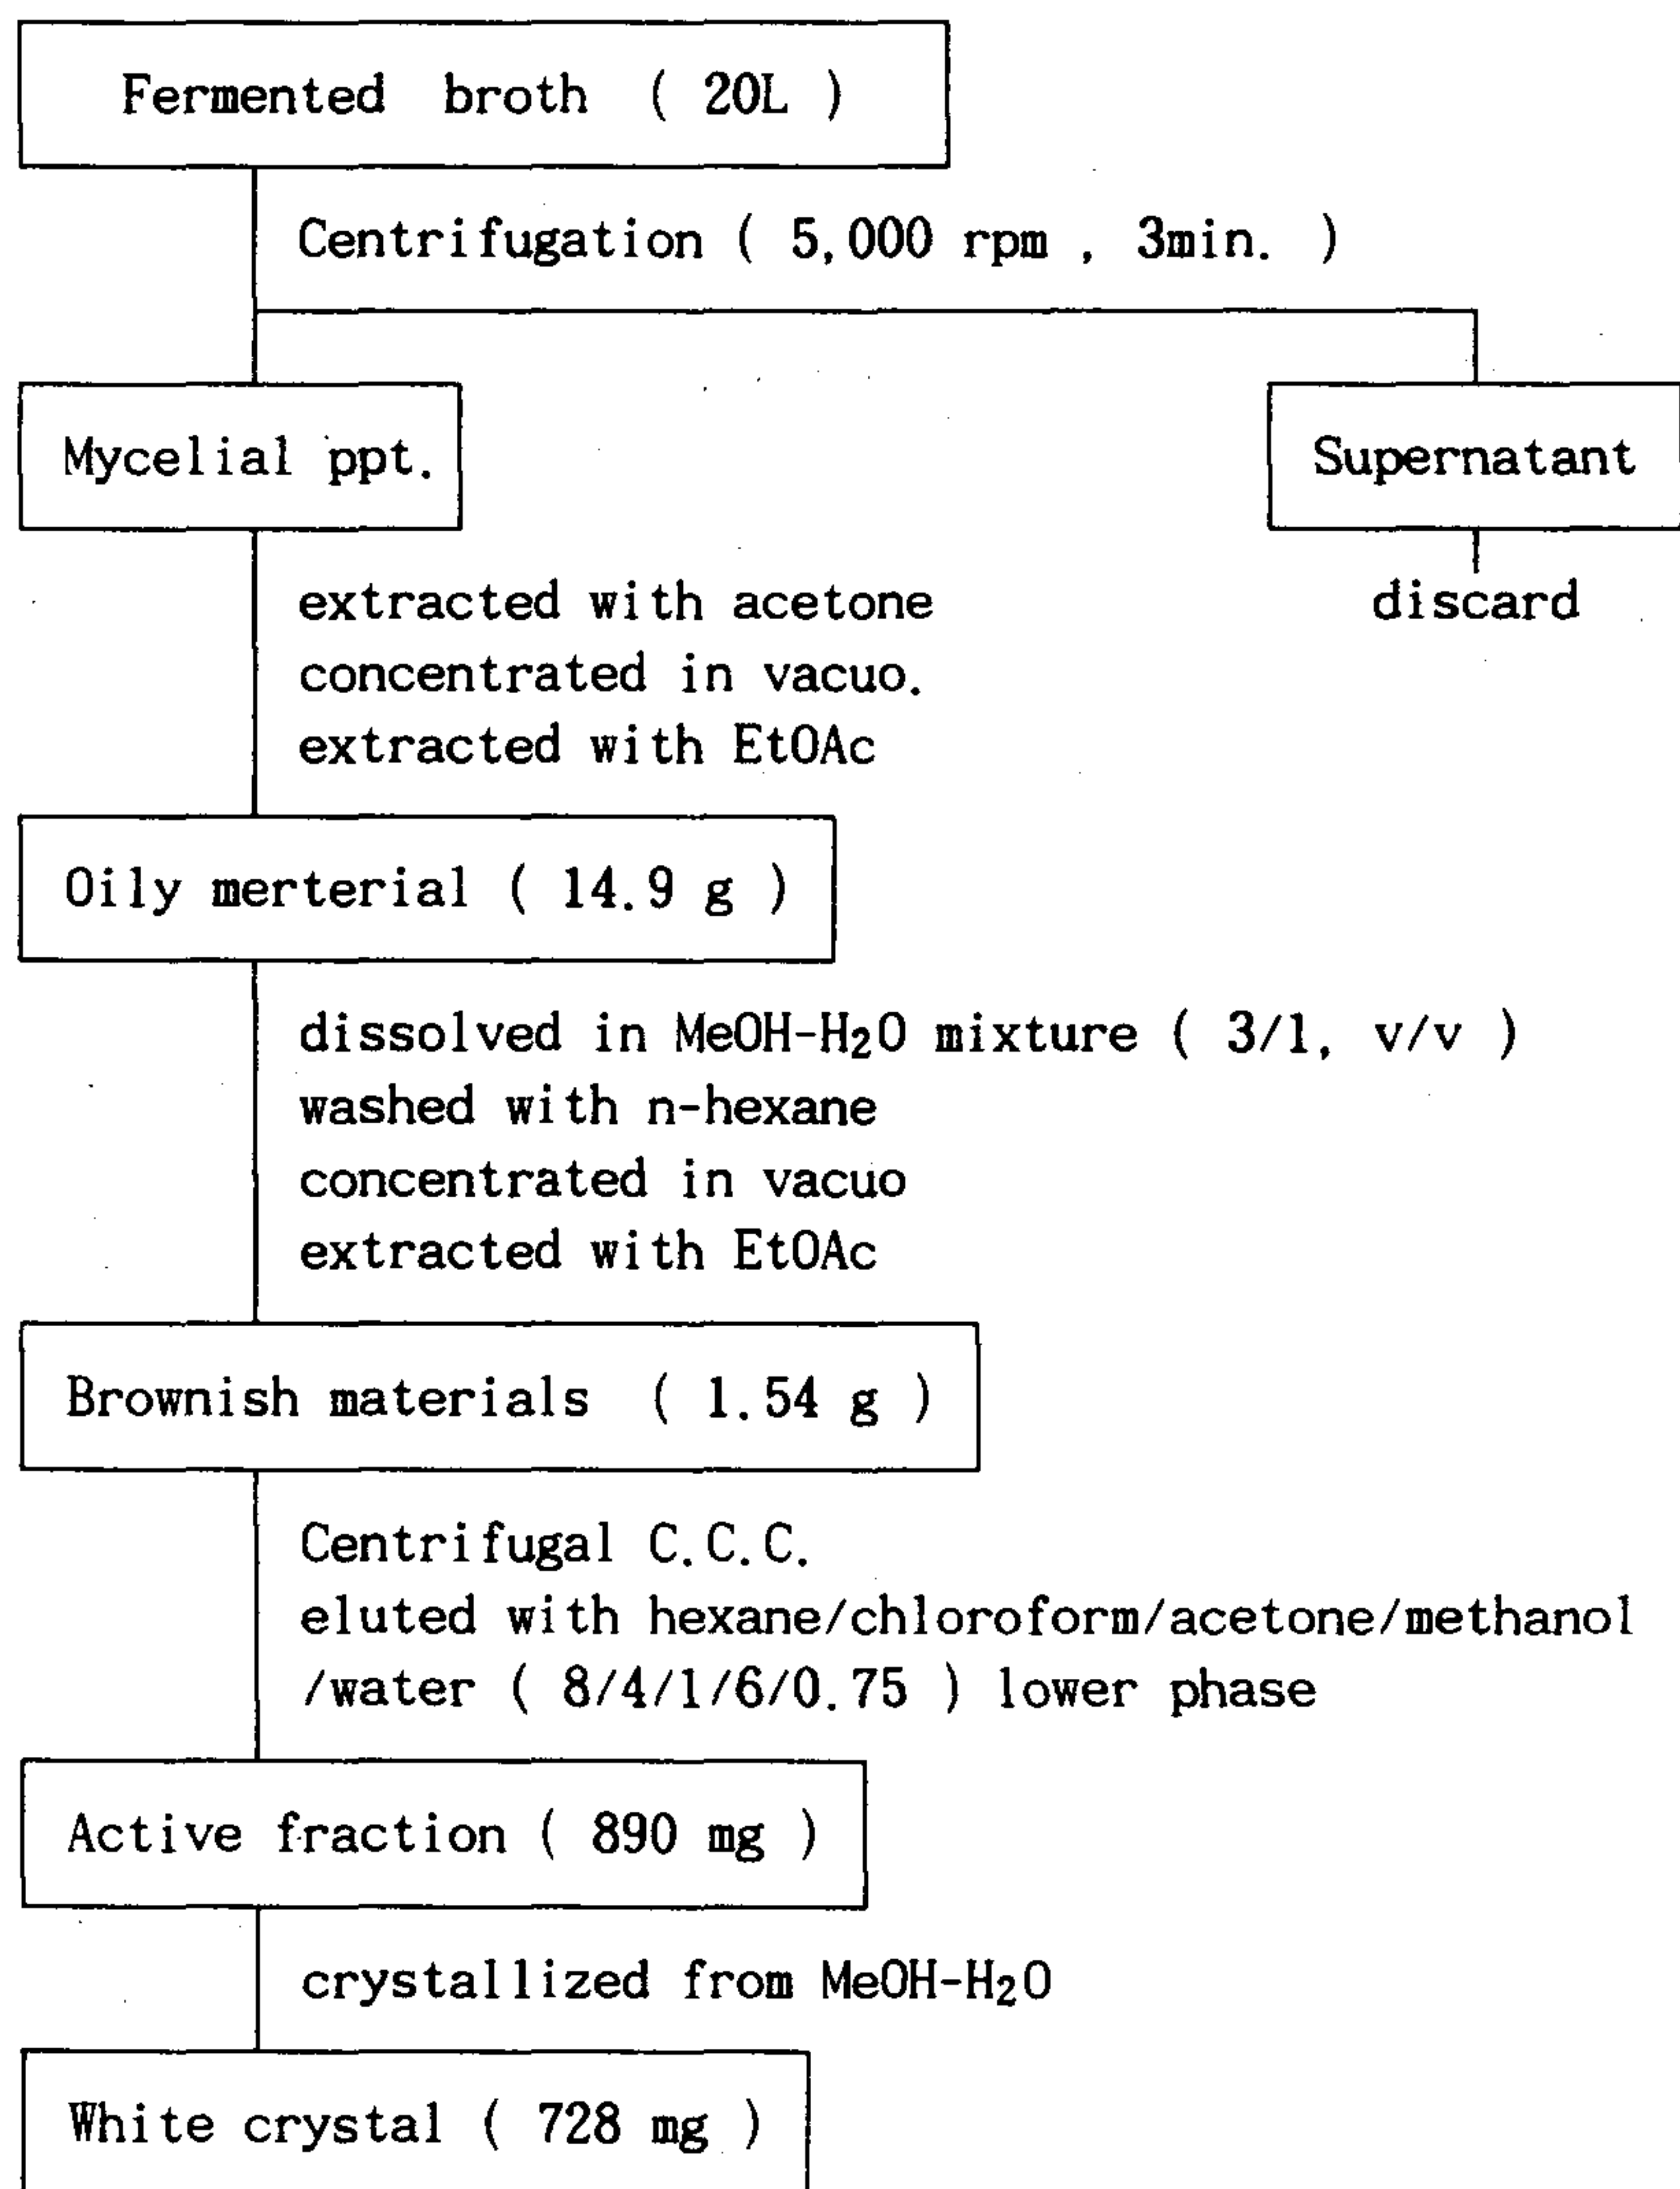 Fermented broth ( 20L )
Centrifugation ( 5,000 rpm , 3min. )
Mycelial ppt.
Supernatant
extracted with acetone
discard
concentrated in vacuo.
extracted with EtOAc
Oily merterial ( 14.9 g )
dissolved in MeOH-H₂O mixture ( 3/1, v/v )
washed with n-hexane
concentrated in vacuo
extracted with EtOAc
Brownish materials ( 1.54 g )
Centrifugal C.C.C.
eluted with hexane/chloroform/acetone/methanol
/water ( 8/4/1/6/0.75 ) lower phase
Active fraction ( 890 mg )
crystallized from MeOH-H₂O
White crystal ( 728 mg )